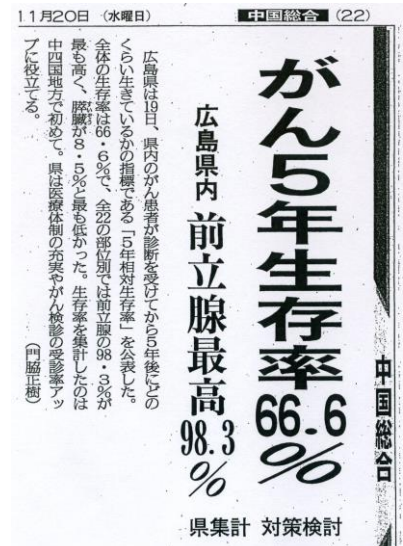 11月20日 (水曜日)
中国総合 (22)
中国総合
がん5年生存率66.6%
広島県内 前立腺最高98.3%
県集計 対策検討
広島県は19日、県内のがん患者が診断を受けてから5年後にどの
くらい生きているかの指標である「5年相対生存率」を公表した。
全体の生存率は66・6%で、全22の部位別では前立腺の98・3%が
最も高く、膵臓が8・5%と最も低かった。生存率を集計したのは
中四国地方で初めて。県は医療体制の充実やがん検診の受診率アッ
プに役立てる。
(門脇正樹)